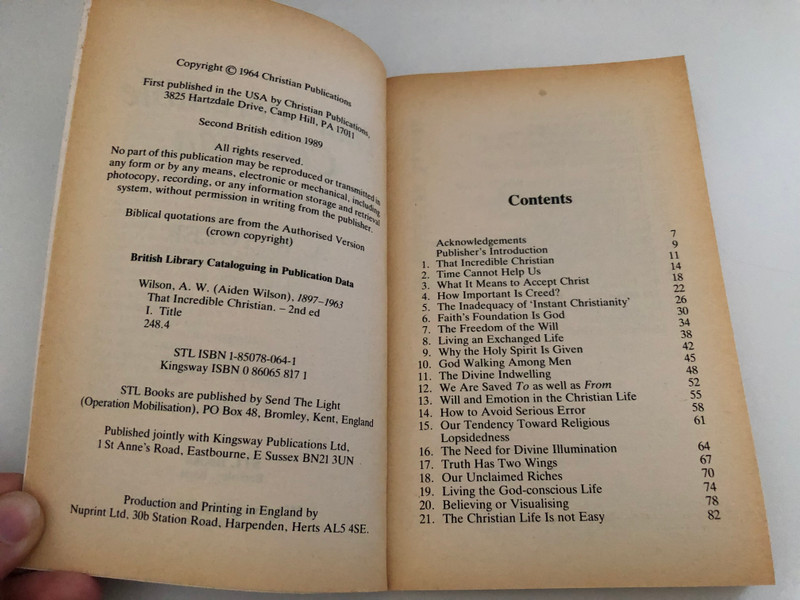 Copyright © 1964 Christian Publications
First published in the USA by Christian Publications,
3825 Hartzdale Drive, Camp Hill, PA 17011
Second British edition 1989
All rights reserved.
No part of this publication may be reproduced or transmitted in
any form or by any means, electronic or mechanical, including
photocopy, recording, or any information storage and retrieval
system, without permission in writing from the publisher.
Biblical quotations are from the Authorised Version
(crown copyright)
British Library Cataloguing in Publication Data
Wilson, A. W. (Aiden Wilson), 1897–1963
That Incredible Christian. – 2nd ed
I. Title
248.4
STL ISBN 1-85078-064-1
Kingsway ISBN 0 86065 817 1
STL Books are published by Send The Light
(Operation Mobilisation), PO Box 48, Bromley, Kent, England
Published jointly with Kingsway Publications Ltd,
1 St Anne's Road, Eastbourne, E Sussex BN21 3UN
Production and Printing in England by
Nuprint Ltd, 30b Station Road, Harpenden, Herts AL5 4SE.
Contents
Acknowledgements 7
Publisher's Introduction 9
1. That Incredible Christian 11
2. Time Cannot Help Us 14
3. What It Means to Accept Christ 18
4. How Important Is Creed? 22
5. The Inadequacy of 'Instant Christianity' 26
6. Faith's Foundation Is God 30
7. The Freedom of the Will 34
8. Living an Exchanged Life 38
9. Why the Holy Spirit Is Given 42
10. God Walking Among Men 45
11. The Divine Indwelling 48
12. We Are Saved To as well as From 52
13. Will and Emotion in the Christian Life 55
14. How to Avoid Serious Error 58
15. Our Tendency Toward Religious 61
Lopsidedness
16. The Need for Divine Illumination 64
17. Truth Has Two Wings 67
18. Our Unclaimed Riches 70
19. Living the God-conscious Life 74
20. Believing or Visualising 78
21. The Christian Life Is not Easy 82